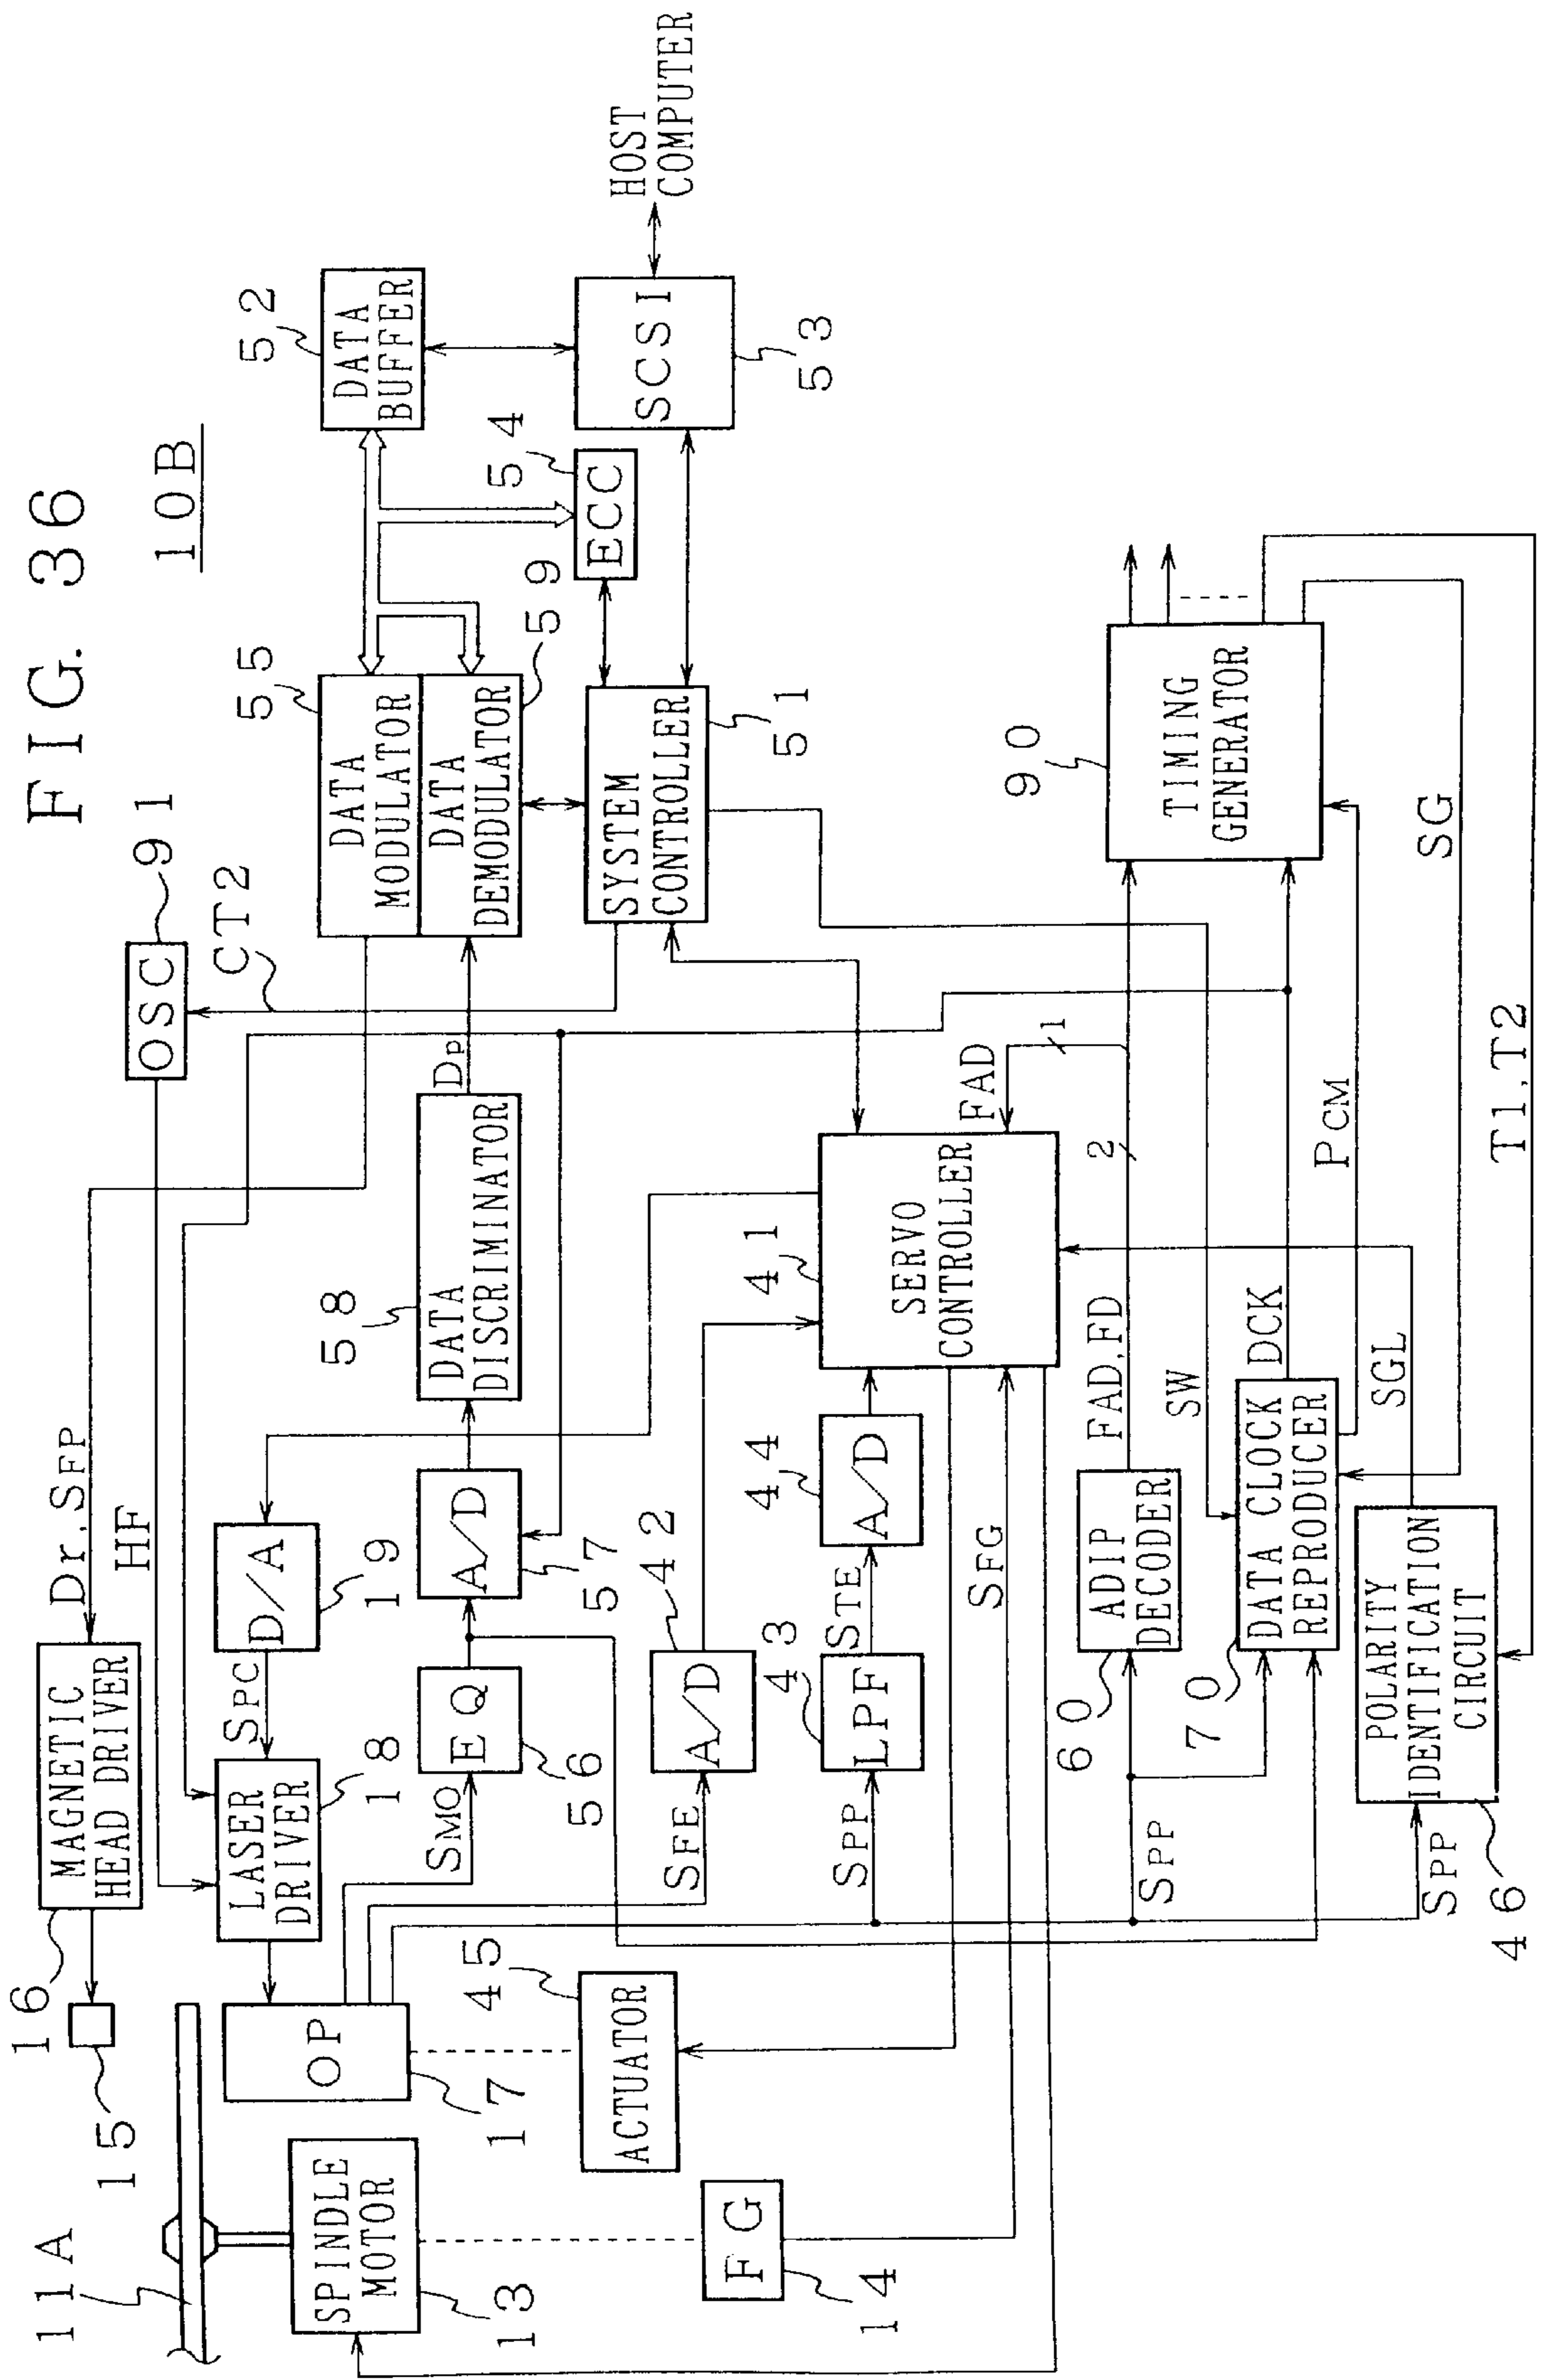 FIG. 36
10B
11A
15
16
MAGNETIC
HEAD DRIVER
Dr.SFP
HF
OSC
91
CT2
SPINDLE
MOTOR
13
OP
17
LASER
DRIVER
18
SPC
D/A
19
SMO
EQ
56
A/D
57
DATA
DISCRIMINATOR
58
DP
DATA
MODULATOR
55
DATA
DEMODULATOR
59
DATA
BUFFER
52
ECC
54
SCSI
53
HOST
COMPUTER
SYSTEM
CONTROLLER
51
ACTUATOR
45
FG
14
SFE
A/D
42
SPP
LPF
43
STE
A/D
44
SERVO
CONTROLLER
41
SFG
FAD
1
2
SPP
ADIP
DECODER
60
FAD,FD
SW
DATA CLOCK
REPRODUCER
70
DCK
PCM
TIMING
GENERATOR
90
SG
SPP
POLARITY
IDENTIFICATION
CIRCUIT
46
SGL
T1,T2